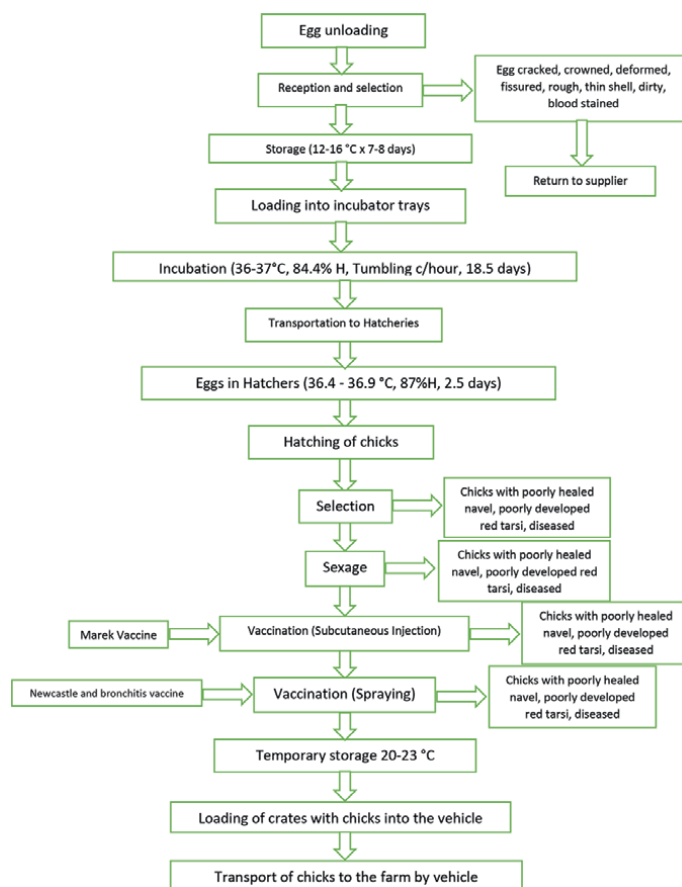 Egg unloading
Reception and selection
Egg cracked, crowned, deformed,
fissured, rough, thin shell, dirty,
blood stained
Storage (12-16 °C x 7-8 days)
Return to supplier
Loading into incubator trays
Incubation (36-37°C, 84.4% H, Tumbling c/hour, 18.5 days)
Transportation to Hatcheries
Eggs in Hatchers (36.4 - 36.9 °C, 87%H, 2.5 days)
Hatching of chicks
Selection
Chicks with poorly healed
navel, poorly developed
red tarsi, diseased
Sexage
Chicks with poorly healed
navel, poorly developed red
tarsi, diseased
Marek Vaccine
Vaccination (Subcutaneous Injection)
Chicks with poorly healed
navel, poorly developed
red tarsi, diseased
Newcastle and bronchitis vaccine
Vaccination (Spraying)
Chicks with poorly healed
navel, poorly developed
red tarsi, diseased
Temporary storage 20-23 °C
Loading of crates with chicks into the vehicle
Transport of chicks to the farm by vehicle